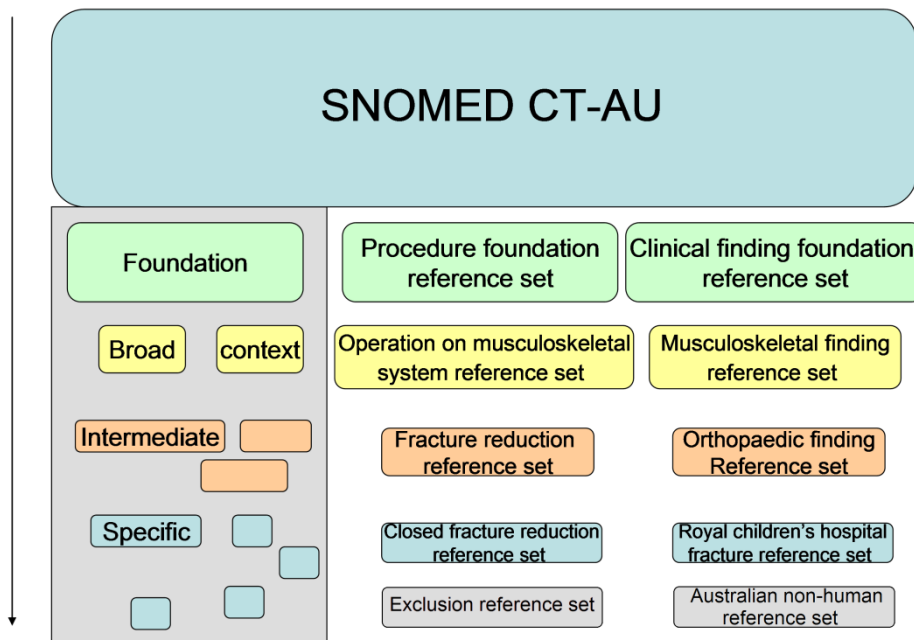 SNOMED CT-AU
Foundation
Procedure foundation
reference set
Clinical finding foundation
reference set
Broad
context
Operation on musculoskeletal
system reference set
Musculoskeletal finding
reference set
Intermediate
Fracture reduction
reference set
Orthopaedic finding
Reference set
Specific
Closed fracture reduction
reference set
Royal children's hospital
fracture reference set
Exclusion reference set
Australian non-human
reference set